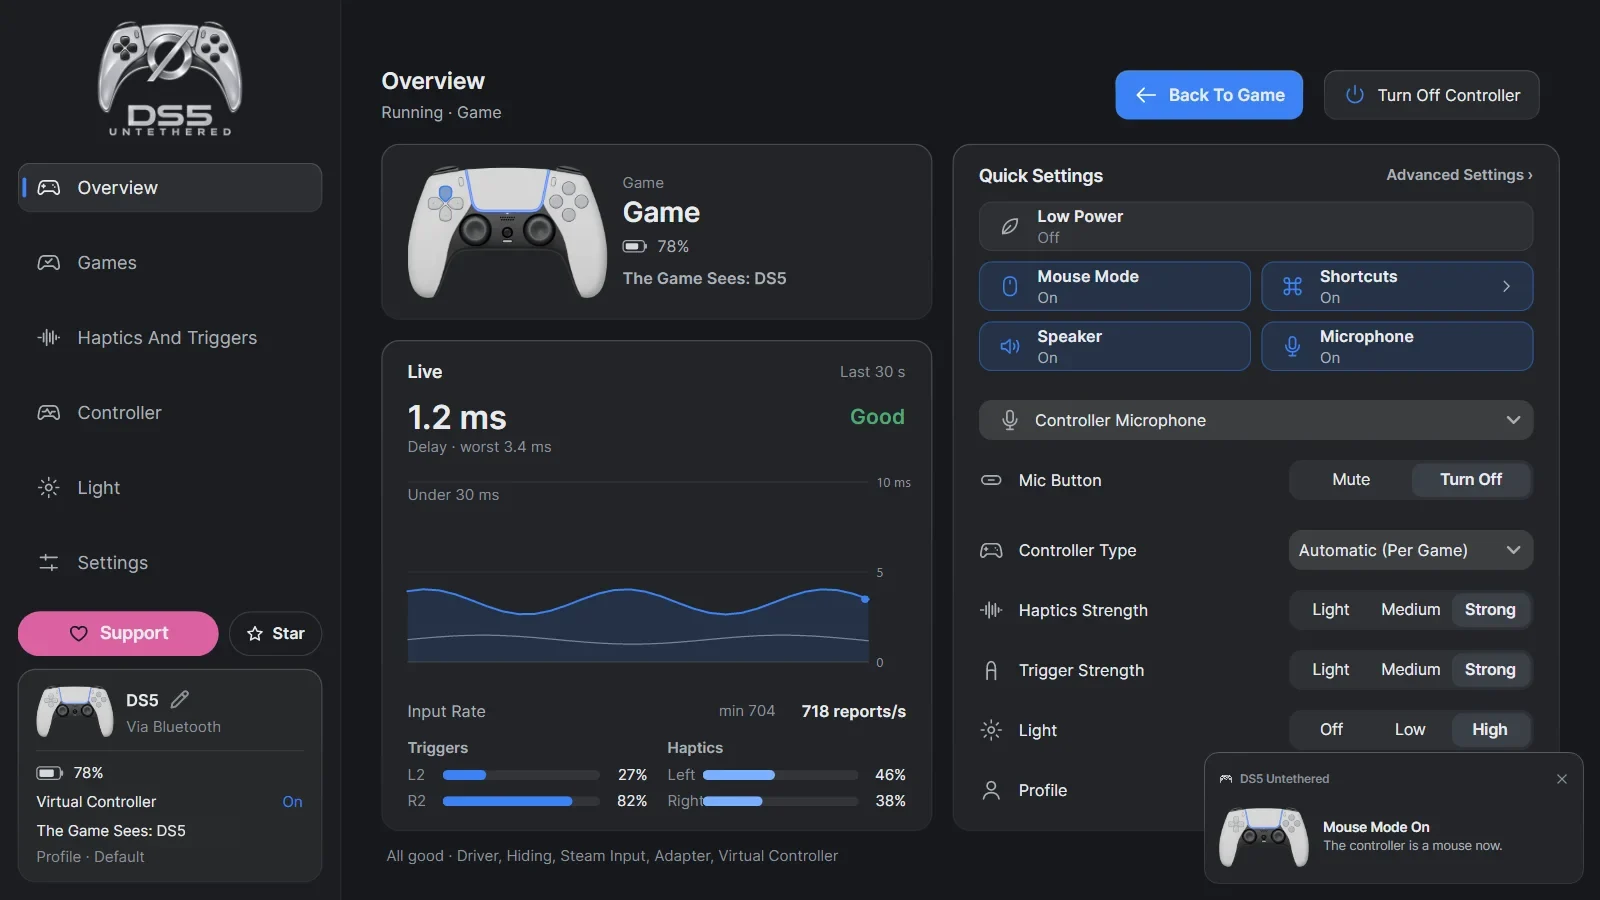 DS5
UNTETHERED
Overview
Games
Haptics And Triggers
Controller
Light
Settings
Support
Star
DS5
Via Bluetooth
78%
Virtual Controller On
The Game Sees: DS5
Profile · Default
Overview
Running · Game
Back To Game
Turn Off Controller
Game
Game
78%
The Game Sees: DS5
Live
Last 30 s
1.2 ms
Good
Delay · worst 3.4 ms
10 ms
Under 30 ms
5
0
Input Rate
min 704
718 reports/s
Triggers
Haptics
L2 27%
Left 46%
R2 82%
Right 38%
All good · Driver, Hiding, Steam Input, Adapter, Virtual Controller
Quick Settings
Advanced Settings ›
Low Power
Off
Mouse Mode
On
Shortcuts
On
Speaker
On
Microphone
On
Controller Microphone
Mic Button
Mute
Turn Off
Controller Type
Automatic (Per Game)
Haptics Strength
Light Medium Strong
Trigger Strength
Light Medium Strong
Light
Off Low High
Profile
DS5 Untethered
Mouse Mode On
The controller is a mouse now.